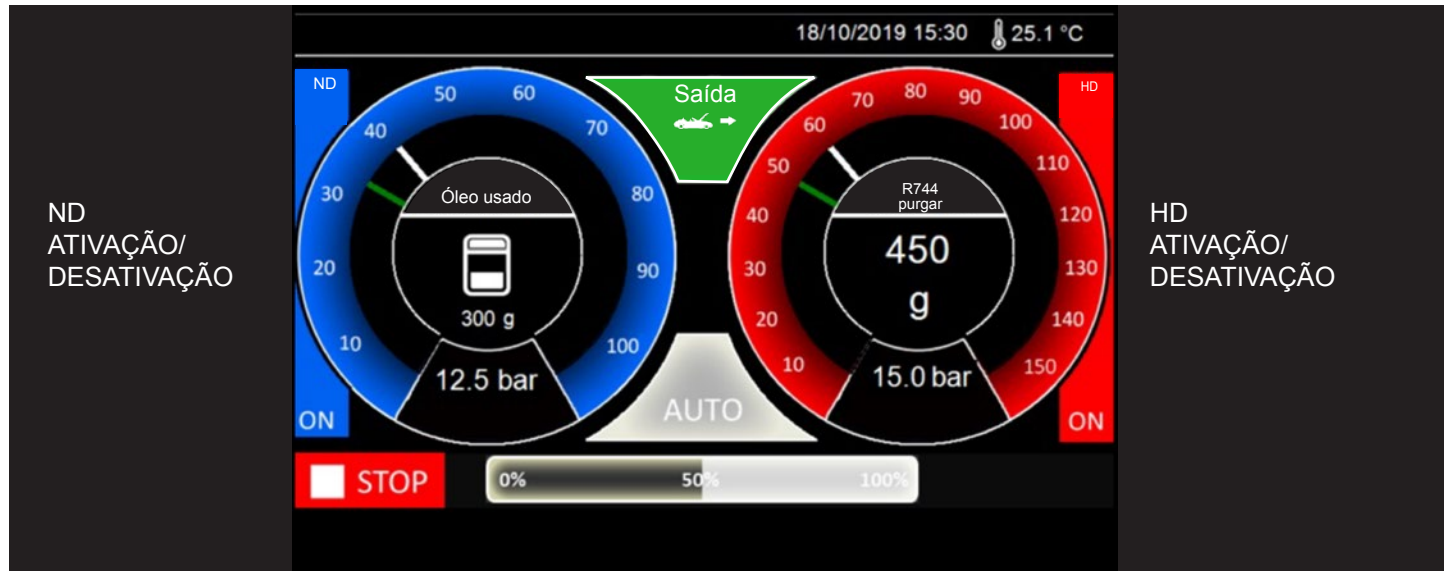 18/10/2019 15:30 25.1 °C
ND
ATIVAÇÃO/
DESATIVAÇÃO
ND
10
20
30
40
50
60
70
80
90
100
Óleo usado
300 g
12.5 bar
ON
Saída
AUTO
10
20
30
40
50
60
70
80
90
100
110
120
130
140
150
R744
purgar
450
g
15.0 bar
HD
ON
HD
ATIVAÇÃO/
DESATIVAÇÃO
STOP
0% 50% 100%